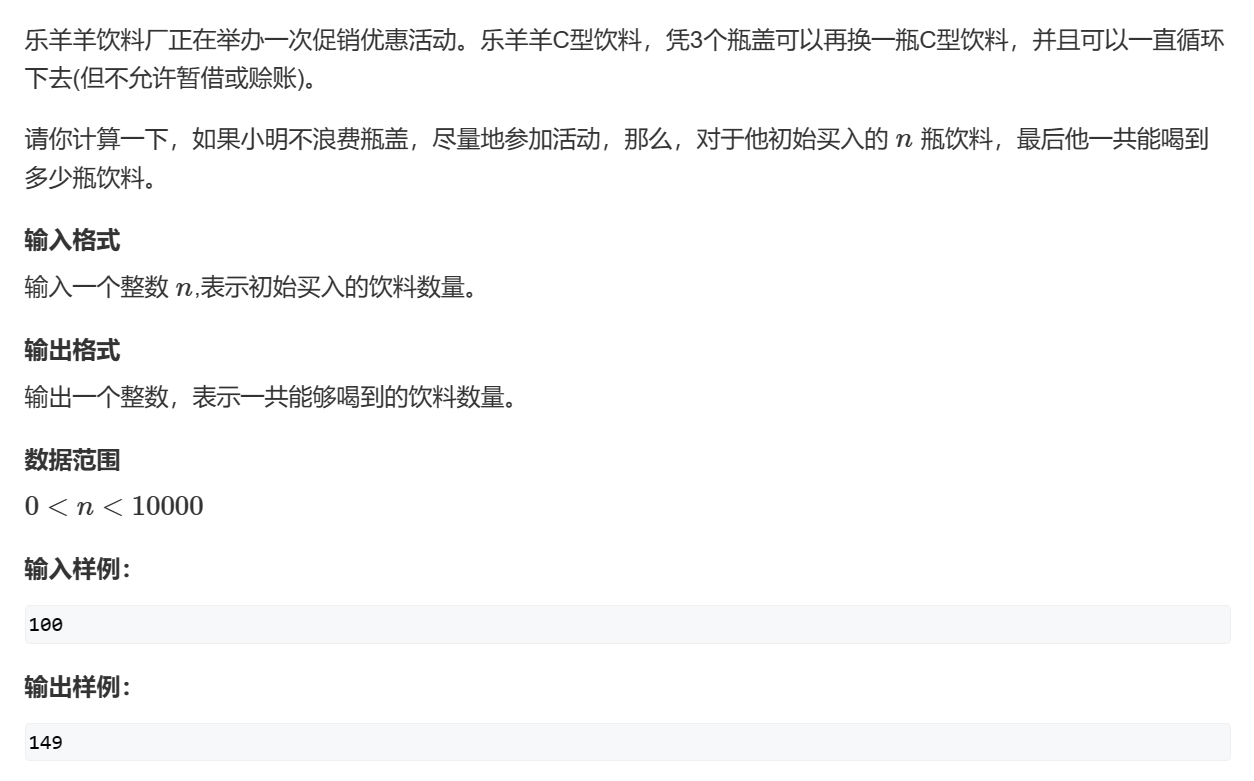 乐羊羊饮料厂正在举办一次促销优惠活动。乐羊羊C型饮料，凭3个瓶盖可以再换一瓶C型饮料，并且可以一直循环
下去(但不允许暂借或赊账)。
请你计算一下，如果小明不浪费瓶盖，尽量地参加活动，那么，对于他初始买入的 n 瓶饮料，最后他一共能喝到
多少瓶饮料。
输入格式
输入一个整数 n,表示初始买入的饮料数量。
输出格式
输出一个整数，表示一共能够喝到的饮料数量。
数据范围
0 < n < 10000
输入样例：
100
输出样例：
149